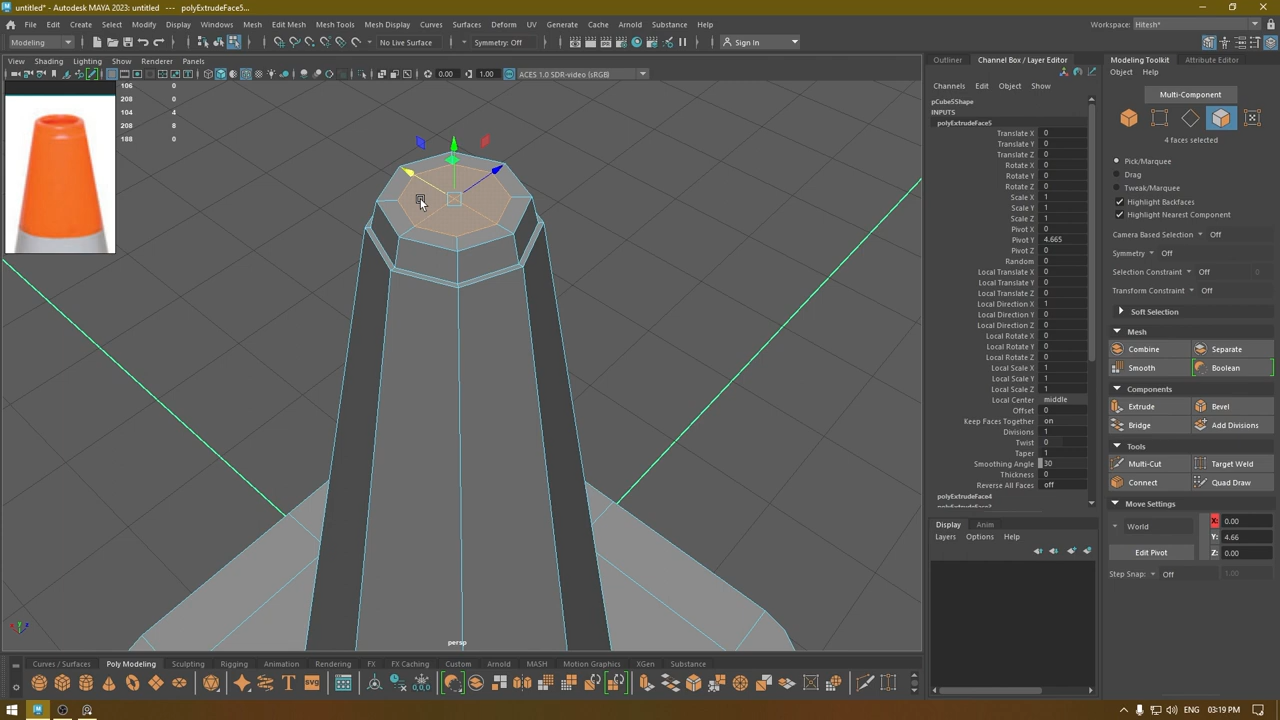 untitled* - Autodesk MAYA 2023: untitled --- polyExtrudeFace5...
File Edit Create Select Modify Display Windows Mesh Edit Mesh Mesh Tools Mesh Display Curves Surfaces Deform UV Generate Cache Arnold Substance Help
Workspace: Hitesh*
Modeling No Live Surface Symmetry: Off Sign In
View Shading Lighting Show Renderer Panels
0.00 1.00 ACES 1.0 SDR-video (sRGB)
196 0
208 0
104 4
208 8
188 0
persp
Outliner Channel Box / Layer Editor
Channels Edit Object Show
pCube5Shape
INPUTS
polyExtrudeFace5
Translate X 0
Translate Y 0
Translate Z 0
Rotate X 0
Rotate Y 0
Rotate Z 0
Scale X 1
Scale Y 1
Scale Z 1
Pivot X 0
Pivot Y 4.665
Pivot Z 0
Random 0
Local Translate X 0
Local Translate Y 0
Local Translate Z 0
Local Direction X 1
Local Direction Y 0
Local Direction Z 0
Local Rotate X 0
Local Rotate Y 0
Local Rotate Z 0
Local Scale X 1
Local Scale Y 1
Local Scale Z 1
Local Center middle
Offset 0
Keep Faces Together on
Divisions 1
Twist 0
Taper 1
Smoothing Angle 30
Thickness 0
Reverse All Faces off
polyExtrudeFace4
Display Anim
Layers Options Help
Modeling Toolkit Attribute Editor
Object Help
Multi-Component
4 faces selected
Pick/Marquee
Drag
Tweak/Marquee
Highlight Backfaces
Highlight Nearest Component
Camera Based Selection Off
Symmetry Off
Selection Constraint Off
Transform Constraint Off
Soft Selection
Mesh
Combine Separate
Smooth Boolean
Components
Extrude Bevel
Bridge Add Divisions
Tools
Multi-Cut Target Weld
Connect Quad Draw
Move Settings
World
X: 0.00
Y: 4.66
Edit Pivot Z: 0.00
Step Snap: Off 1.00
Curves / Surfaces Poly Modeling Sculpting Rigging Animation Rendering FX FX Caching Custom Arnold MASH Motion Graphics XGen Substance
ENG 03:19 PM